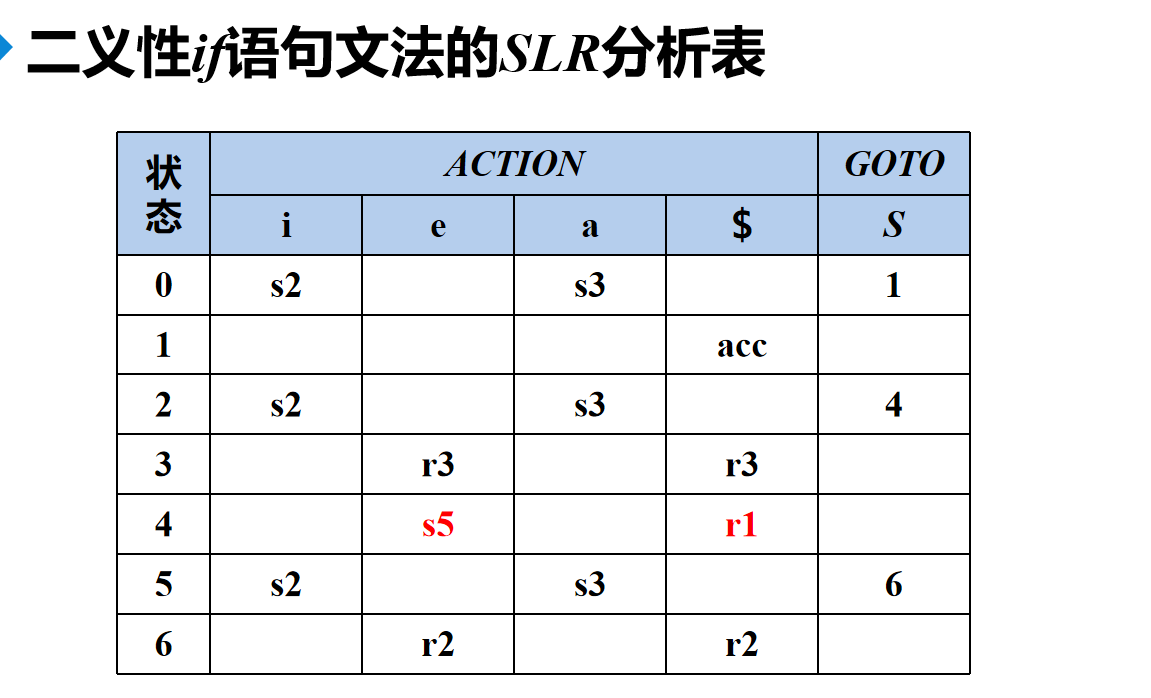 二义性if语句文法的SLR分析表
状态 ACTION GOTO
i e a $ S
0 s2 s3 1
1 acc
2 s2 s3 4
3 r3 r3
4 s5 r1
5 s2 s3 6
6 r2 r2